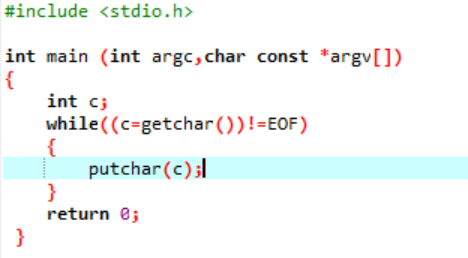 #include <stdio.h>
int main (int argc,char const *argv[])
{
int c;
while((c=getchar())!=EOF)
{
putchar(c);
}
return 0;
}